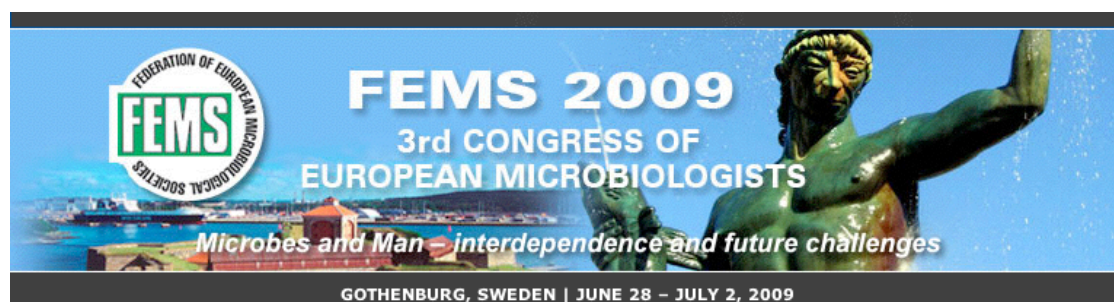 FEDERATION OF EUROPEAN MICROBIOLOGICAL SOCIETIES
FEMS
FEMS 2009
3rd CONGRESS OF
EUROPEAN MICROBIOLOGISTS
Microbes and Man – interdependence and future challenges
GOTHENBURG, SWEDEN | JUNE 28 – JULY 2, 2009